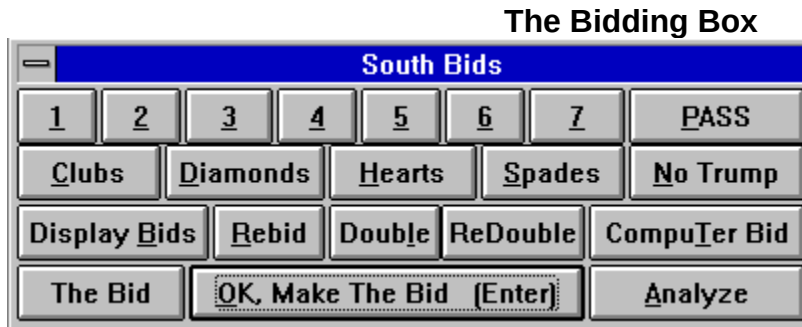 The Bidding Box
South Bids
1 2 3 4 5 6 7 PASS
Clubs Diamonds Hearts Spades No Trump
Display Bids Rebid Double ReDouble CompuTer Bid
The Bid OK, Make The Bid (Enter) Analyze